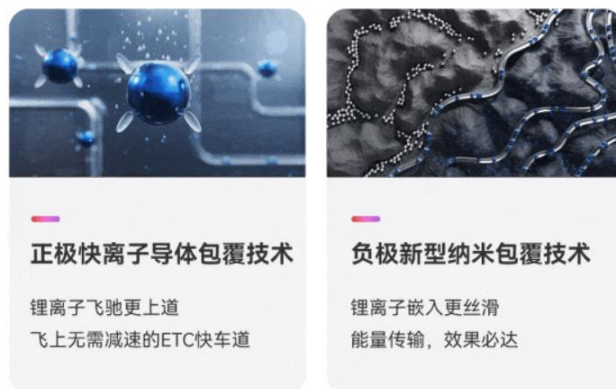 正极快离子导体包覆技术
锂离子飞驰更上道
飞上无需减速的ETC快车道
负极新型纳米包覆技术
锂离子嵌入更丝滑
能量传输，效果必达